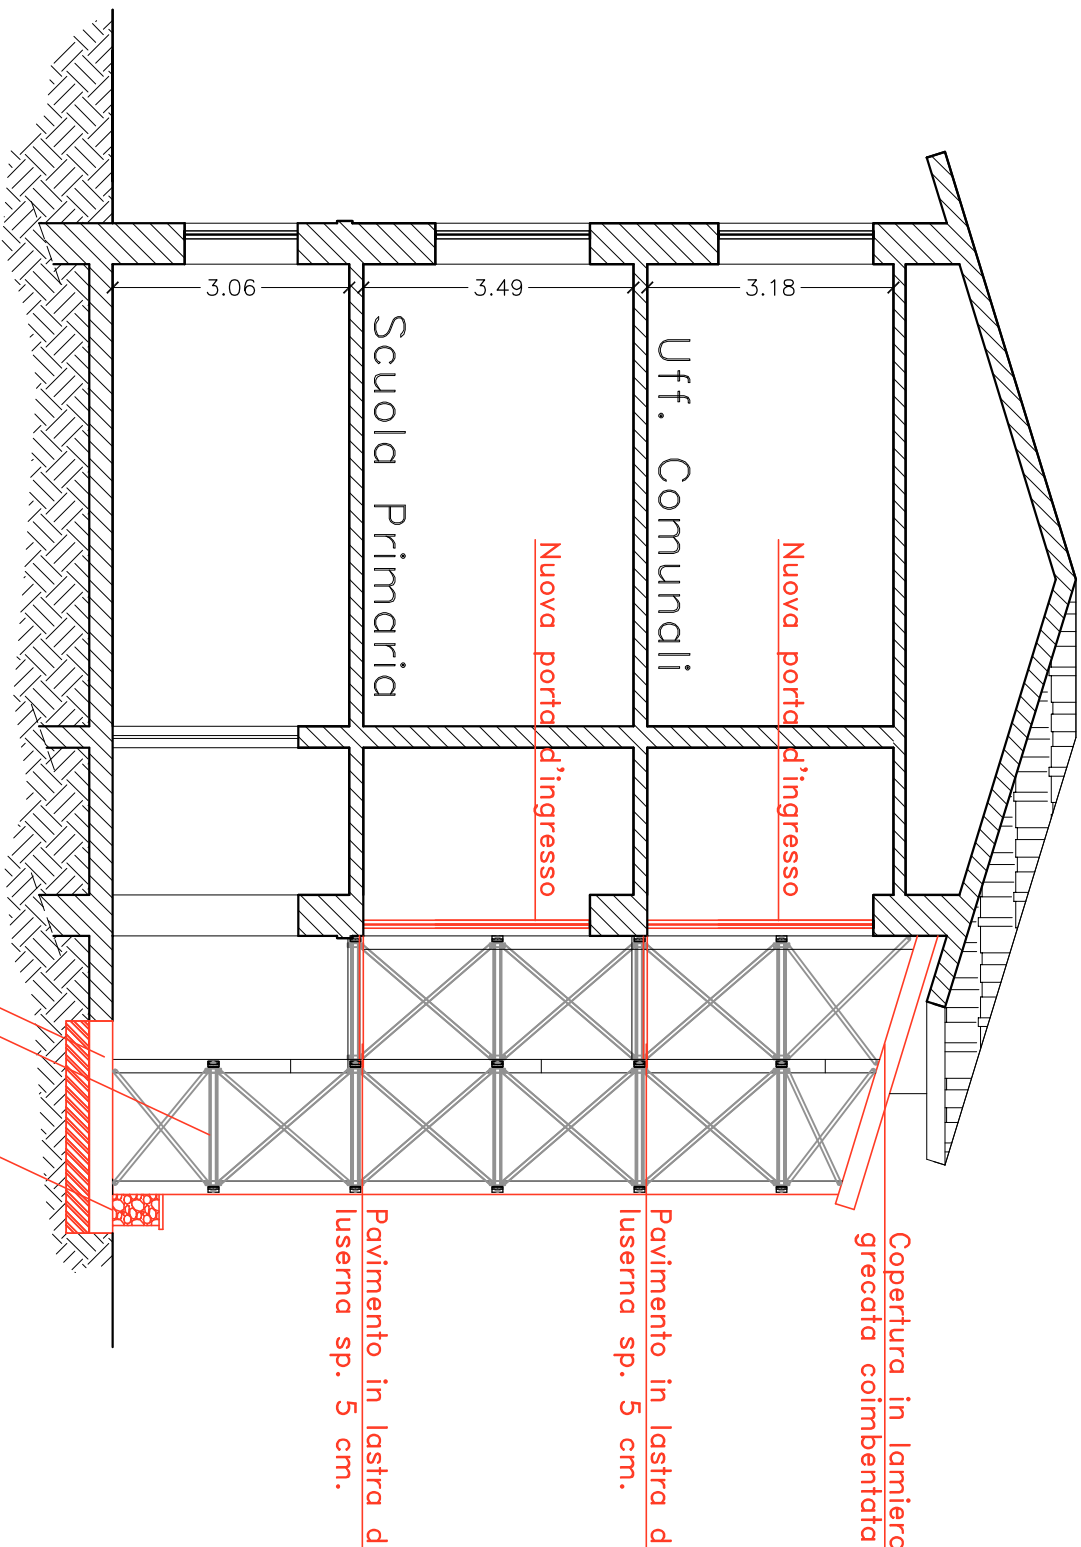 Copertura in lamiera
grecata coimbentata
Nuova porta d'ingresso
3.18
Uff. Comunali
Pavimento in lastra d
luserna sp. 5 cm.
Nuova porta d'ingresso
3.49
Scuola Primaria
Pavimento in lastra d
luserna sp. 5 cm.
3.06